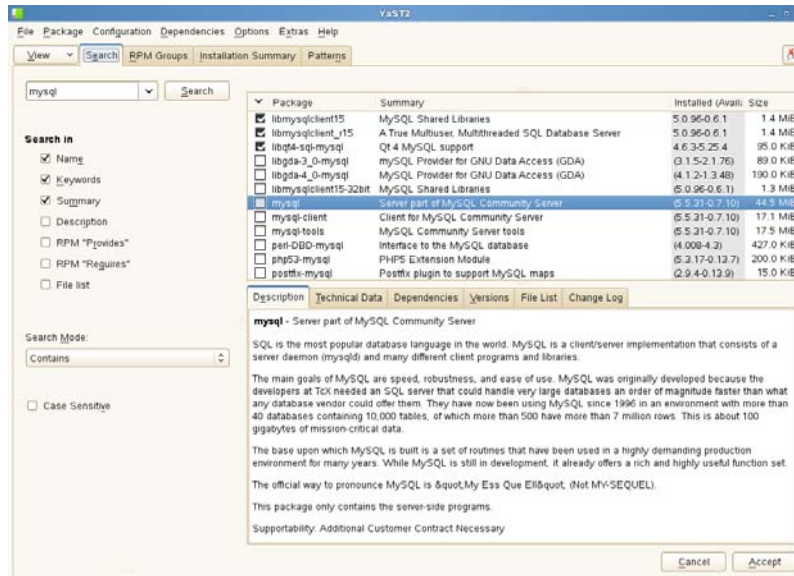 YaST2
File Package Configuration Dependencies Options Extras Help
View Search RPM Groups Installation Summary Patterns
mysql Search
Search in
Name
Keywords
Summary
Description
RPM "Provides"
RPM "Requires"
File list
Search Mode:
Contains
Case Sensitive
Package Summary Installed (Availa Size
libmysqlclient15 MySQL Shared Libraries 5.0.96-0.6.1 1.4 MiB
libmysqlclient_r15 A True Multiuser, Multithreaded SQL Database Server 5.0.96-0.6.1 1.4 MiB
libqt4-sql-mysql Qt 4 MySQL support 4.6.3-5.25.4 95.0 KiB
libgda-3_0-mysql mySQL Provider for GNU Data Access (GDA) (3.1.5-2.1.76) 89.0 KiB
libgda-4_0-mysql MySQL Provider for GNU Data Access (GDA) (4.1.2-1.3.48) 190.0 KiB
libmysqlclient15-32bit MySQL Shared Libraries (5.0.96-0.6.1) 1.3 MiB
mysql Server part of MySQL Community Server (5.5.31-0.7.10) 44.5 MiB
mysql-client Client for MySQL Community Server (5.5.31-0.7.10) 17.1 MiB
mysql-tools MySQL Community Server tools (5.5.31-0.7.10) 17.5 MiB
perl-DBD-mysql Interface to the MySQL database (4.008-4.3) 427.0 KiB
php53-mysql PHP5 Extension Module (5.3.17-0.13.7) 200.0 KiB
postfix-mysql Postfix plugin to support MySQL maps (2.9.4-0.13.9) 15.0 KiB
Description Technical Data Dependencies Versions File List Change Log
mysql - Server part of MySQL Community Server
SQL is the most popular database language in the world. MySQL is a client/server implementation that consists of a
server daemon (mysqld) and many different client programs and libraries.
The main goals of MySQL are speed, robustness, and ease of use. MySQL was originally developed because the
developers at TcX needed an SQL server that could handle very large databases an order of magnitude faster than what
any database vendor could offer them. They have now been using MySQL since 1996 in an environment with more than
40 databases containing 10,000 tables, of which more than 500 have more than 7 million rows. This is about 100
gigabytes of mission-critical data.
The base upon which MySQL is built is a set of routines that have been used in a highly demanding production
environment for many years. While MySQL is still in development, it already offers a rich and highly useful function set.
The official way to pronounce MySQL is &quot,My Ess Que Ell&quot, (Not MY-SEQUEL).
This package only contains the server-side programs.
Supportability: Additional Customer Contract Necessary
Cancel Accept